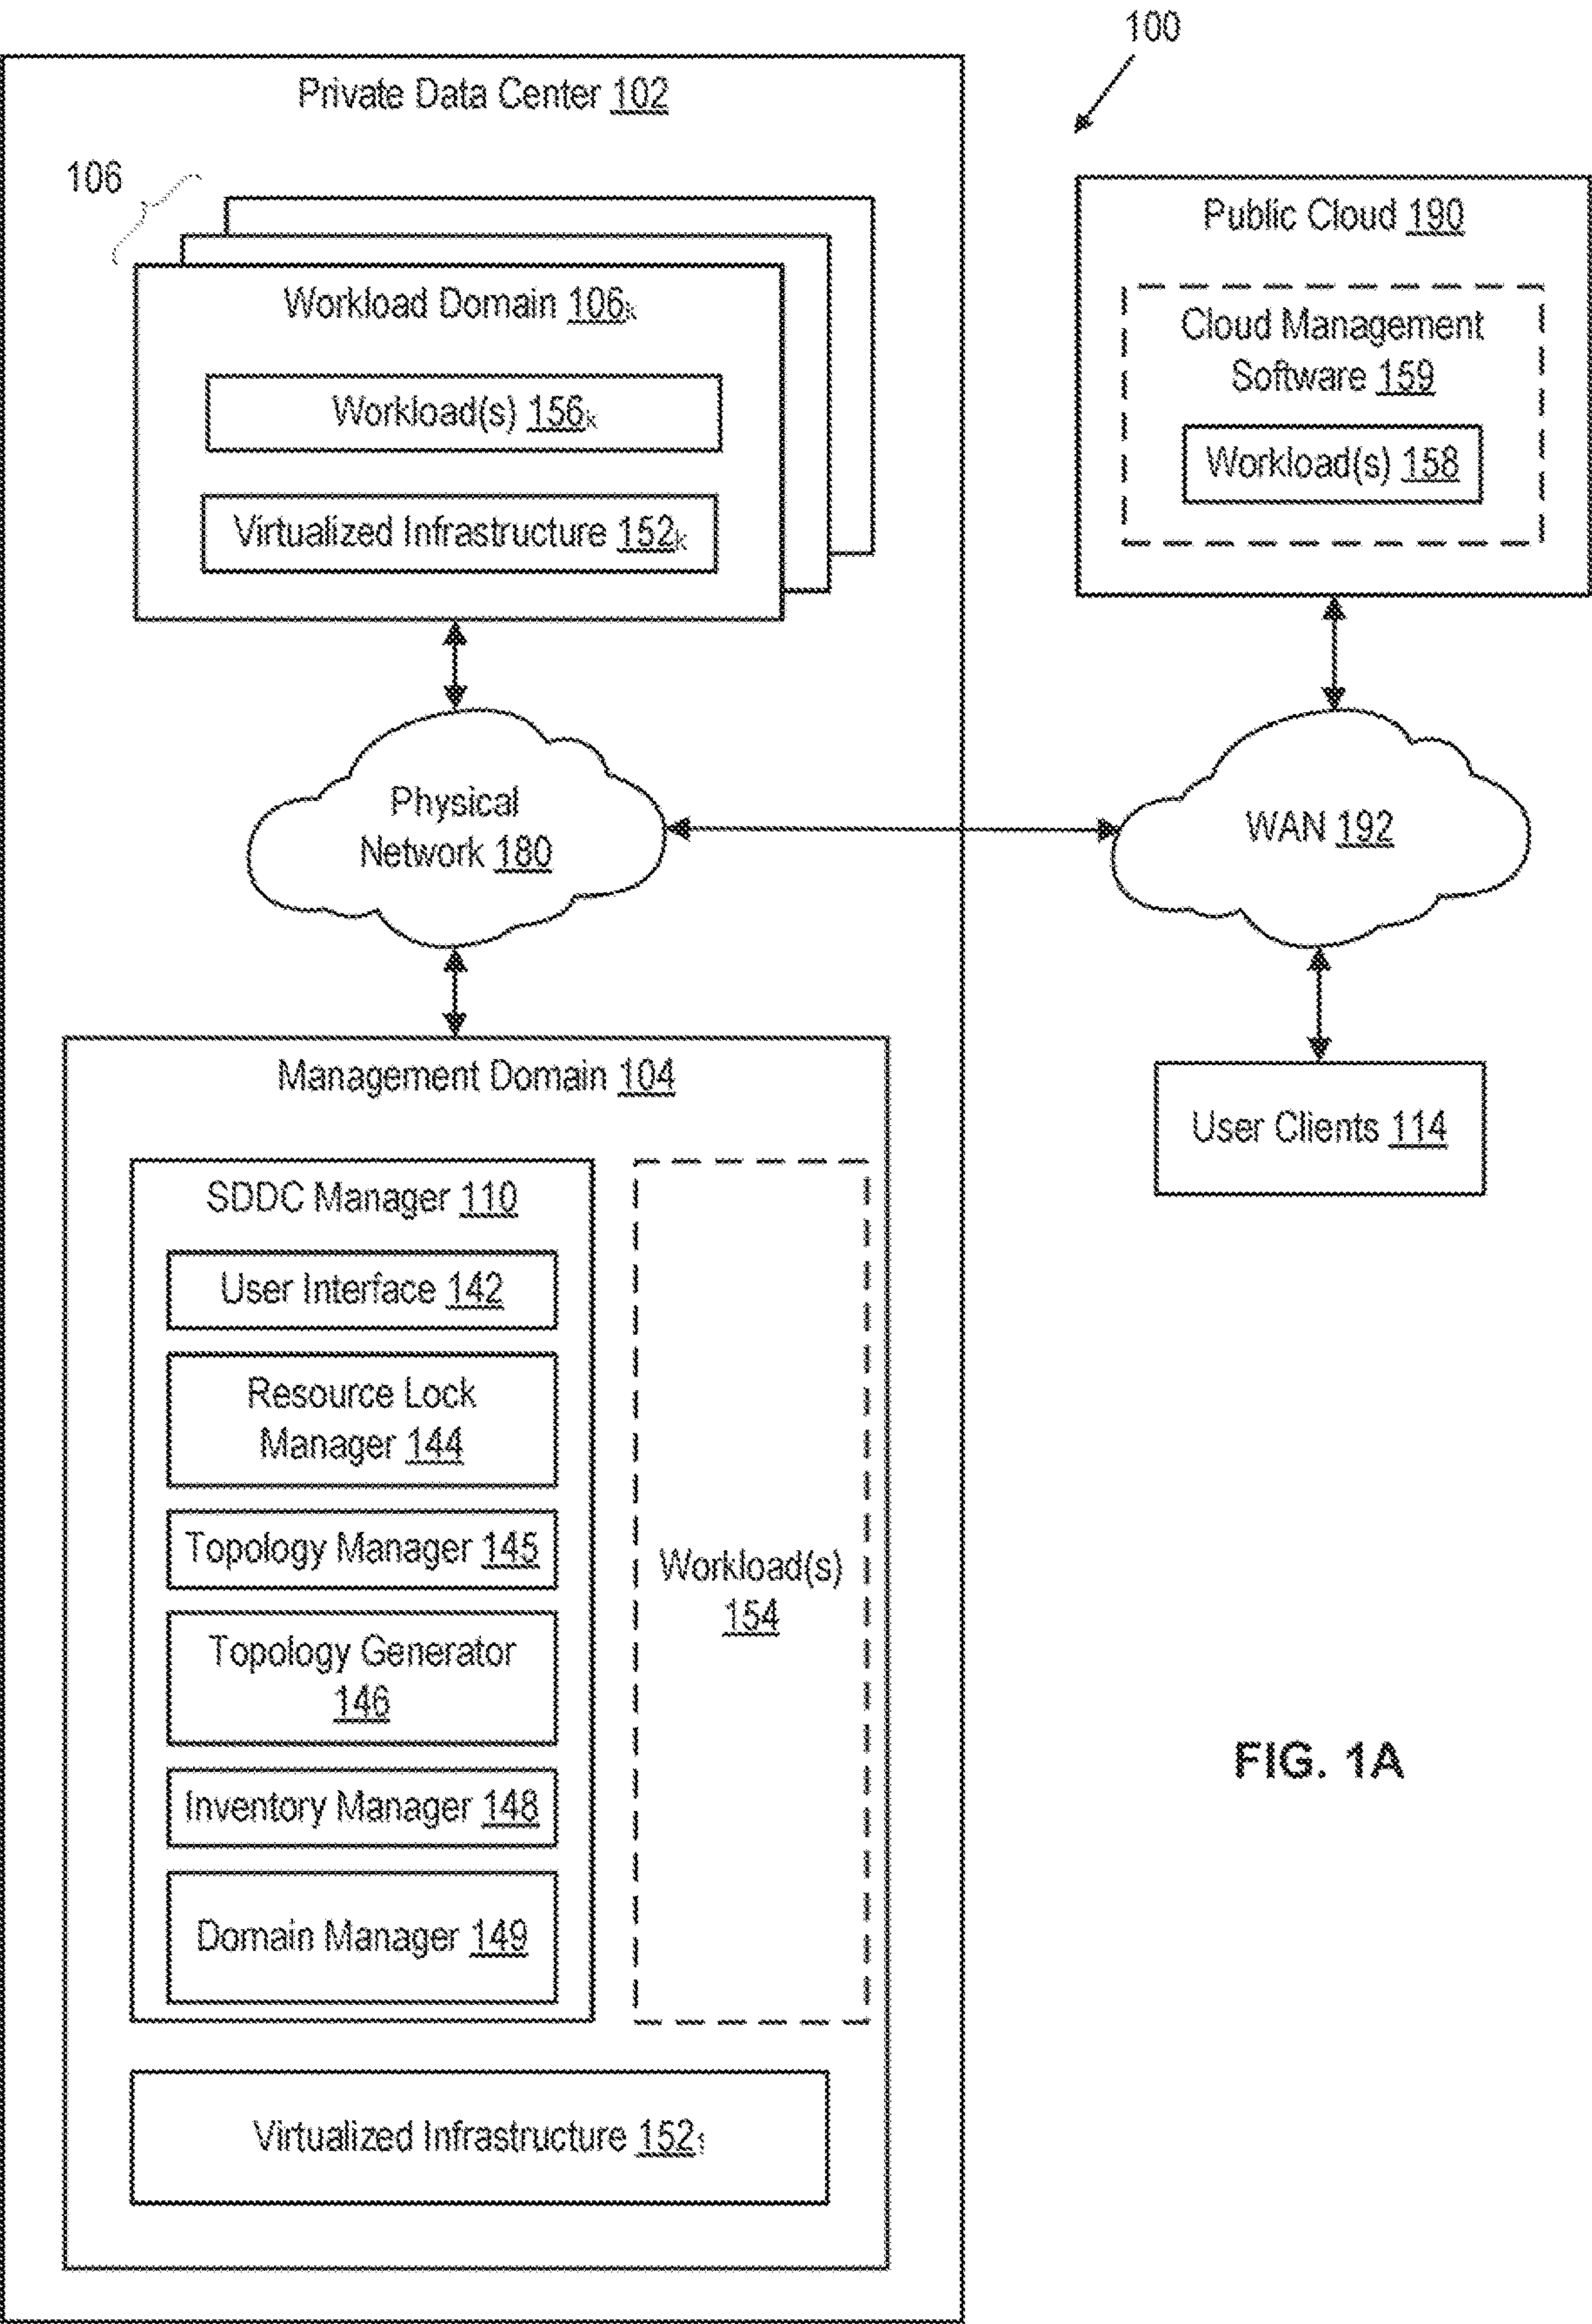 100
Private Data Center 102
106
Public Cloud 190
Workload Domain 106k
Cloud Management
Software 159
Workload(s) 156k
Workload(s) 158
Virtualized Infrastructure 152k
Physical
Network 180
WAN 192
Management Domain 104
User Clients 114
SDDC Manager 110
User Interface 142
Resource Lock
Manager 144
Topology Manager 145
Workload(s)
154
Topology Generator
146
Inventory Manager 148
Domain Manager 149
Virtualized Infrastructure 1521
FIG. 1A